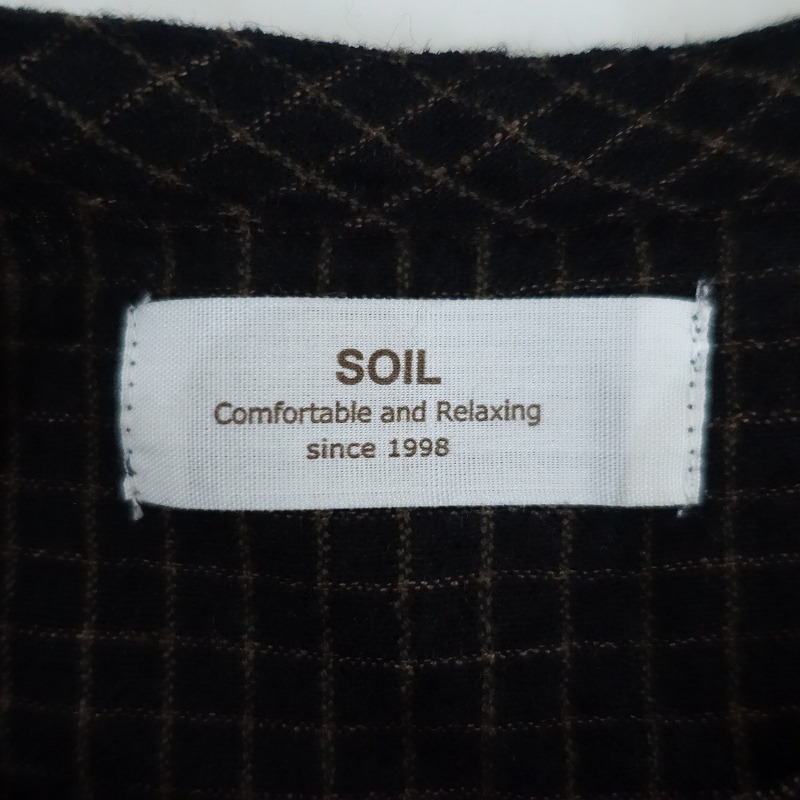 SOIL
Comfortable and Relaxing
since 1998